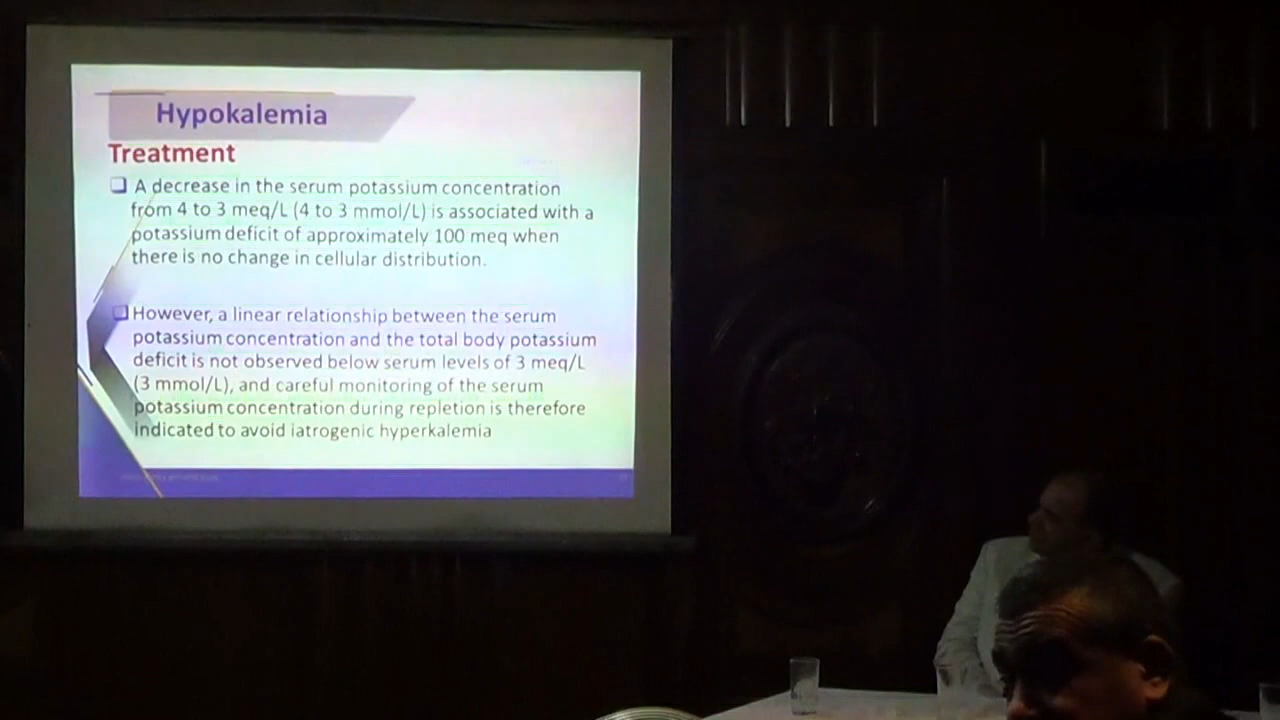 Hypokalemia
Treatment
❑ A decrease in the serum potassium concentration
from 4 to 3 meq/L (4 to 3 mmol/L) is associated with a
potassium deficit of approximately 100 meq when
there is no change in cellular distribution.
❑ However, a linear relationship between the serum
potassium concentration and the total body potassium
deficit is not observed below serum levels of 3 meq/L
(3 mmol/L), and careful monitoring of the serum
potassium concentration during repletion is therefore
indicated to avoid iatrogenic hyperkalemia